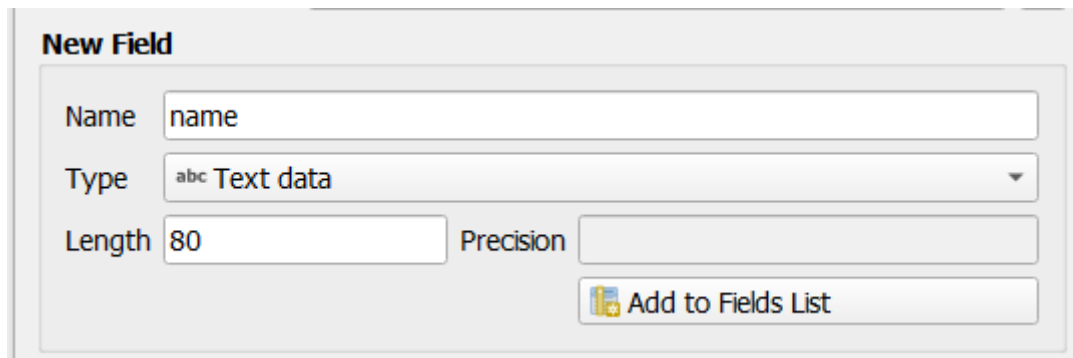 New Field
Name name
Type abc Text data
Length 80 Precision
Add to Fields List